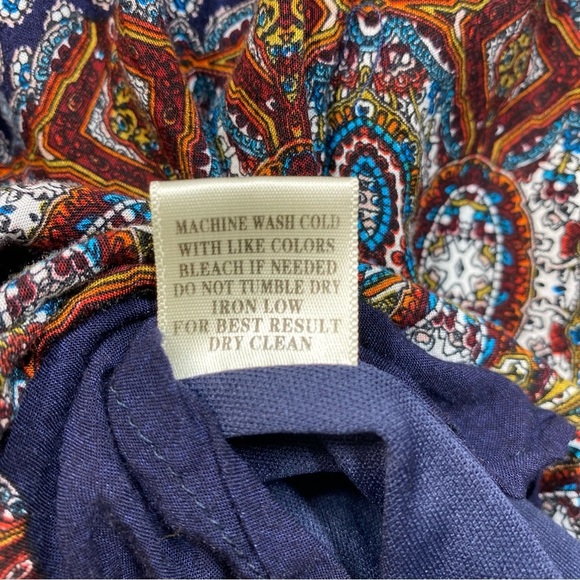 MACHINE WASH COLD
WITH LIKE COLORS
BLEACH IF NEEDED
DO NOT TUMBLE DRY
IRON LOW
FOR BEST RESULT
DRY CLEAN